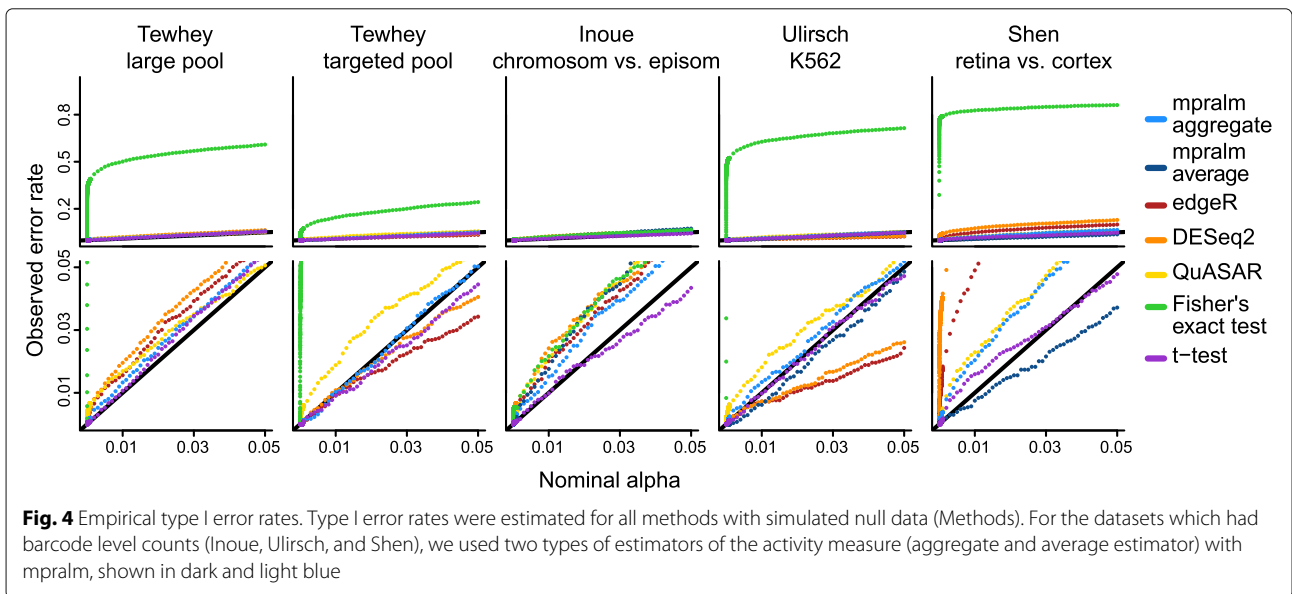 Tewhey
large pool
Tewhey
targeted pool
Inoue
chromosom vs. episom
Ulirsch
K562
Shen
retina vs. cortex
Observed error rate
0.8
0.5
0.2
0.05
0.03
0.01
0.01 0.03 0.05
0.01 0.03 0.05
0.01 0.03 0.05
0.01 0.03 0.05
0.01 0.03 0.05
Nominal alpha
mpralm
aggregate
mpralm
average
edgeR
DESeq2
QuASAR
Fisher's
exact test
t−test
Fig. 4 Empirical type I error rates. Type I error rates were estimated for all methods with simulated null data (Methods). For the datasets which had
barcode level counts (Inoue, Ulirsch, and Shen), we used two types of estimators of the activity measure (aggregate and average estimator) with
mpralm, shown in dark and light blue